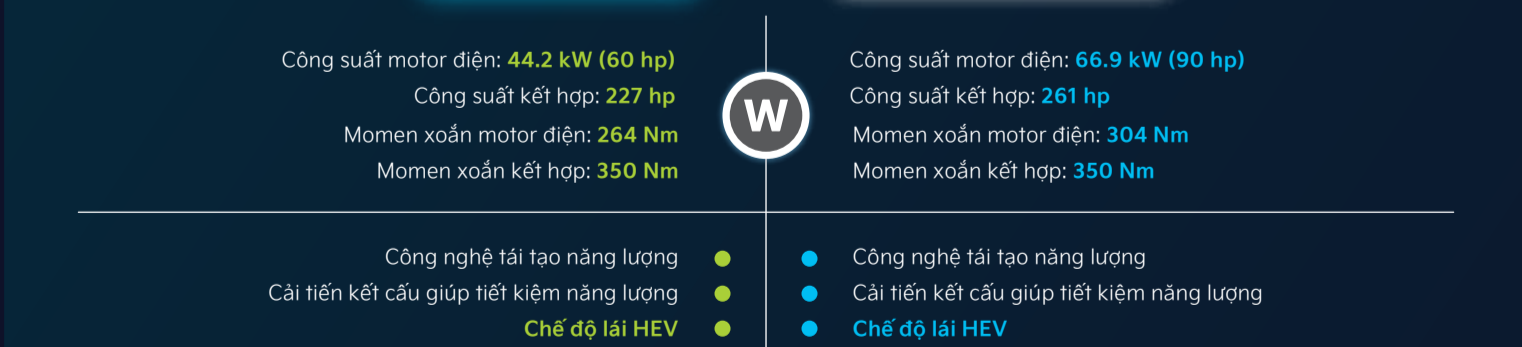 Công suất motor điện: 44.2 kW (60 hp)
Công suất kết hợp: 227 hp
Momen xoắn motor điện: 264 Nm
Momen xoắn kết hợp: 350 Nm
W
Công suất motor điện: 66.9 kW (90 hp)
Công suất kết hợp: 261 hp
Momen xoắn motor điện: 304 Nm
Momen xoắn kết hợp: 350 Nm
Công nghệ tái tạo năng lượng
Cải tiến kết cấu giúp tiết kiệm năng lượng
Chế độ lái HEV
Công nghệ tái tạo năng lượng
Cải tiến kết cấu giúp tiết kiệm năng lượng
Chế độ lái HEV